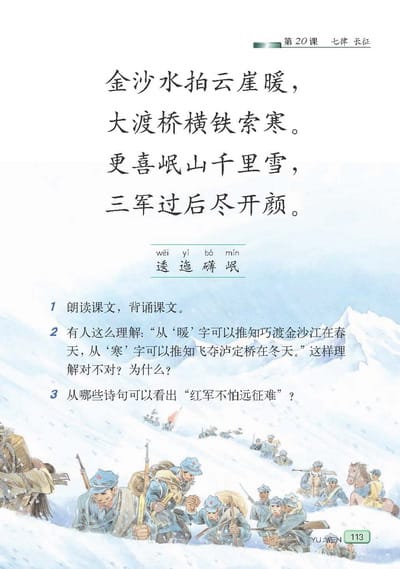 第20课 七律 长征
金沙水拍云崖暖，
大渡桥横铁索寒。
更喜岷山千里雪，
三军过后尽开颜。
wēi yí bó mín
逶 迤 礴 岷
1 朗读课文，背诵课文。
2 有人这么理解：“从‘暖’字可以推知巧渡金沙江在春
天，从‘寒’字可以推知飞夺泸定桥在冬天。”这样理
解对不对？为什么？
3 从哪些诗句可以看出“红军不怕远征难”？
YU WEN 113